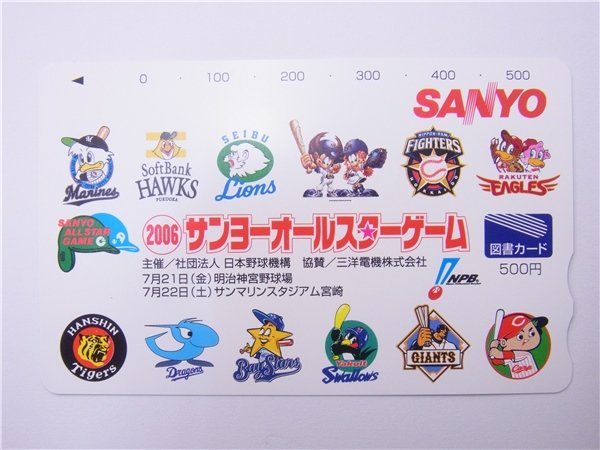 0 · 100 · 200 · 300 · 400 · 500
SANYO
Marines
SoftBank
HAWKS
FUKUOKA
SEIBU
Lions
NIPPON-HAM
FIGHTERS
RAKUTEN
EAGLES
SANYO
ALL STAR
GAME
2006 サンヨーオールスターゲーム
図書カード
500円
主催/社団法人 日本野球機構 協賛/三洋電機株式会社
7月21日(金)明治神宮野球場
7月22日(土)サンマリンスタジアム宮崎
NPB
HANSHIN
Tigers
Dragons
BayStars
Yakult
Swallows
GIANTS
C
Carp